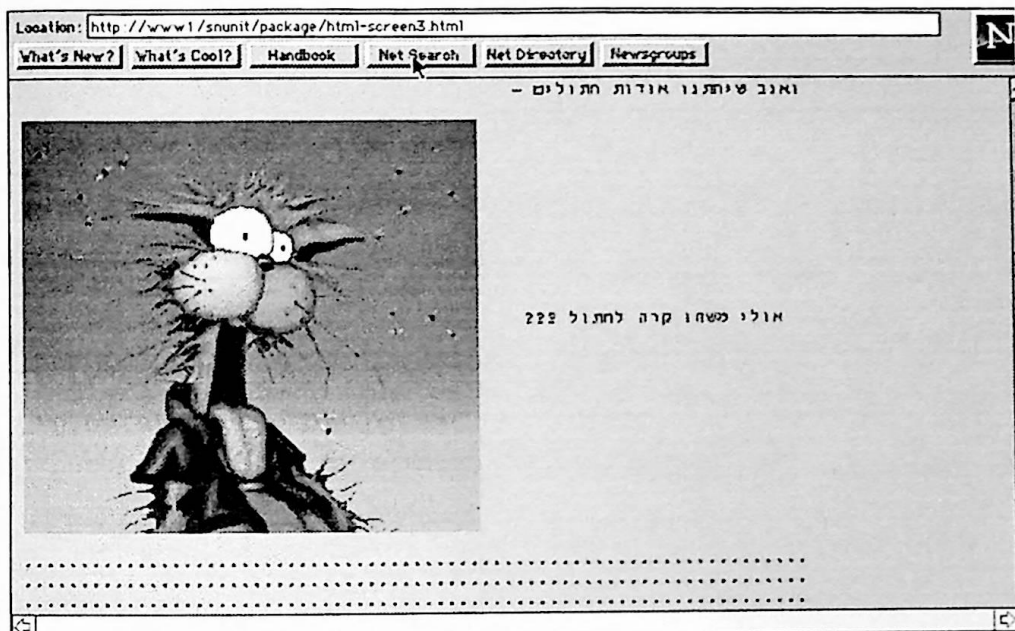 Location: http://www1/snunit/package/html-screen3.html
N
What's New? What's Cool? Handbook Net Search Net Directory Newsgroups
ואגב שיחתנו אודות חתולים -
אולי משהו קרה לחתול ???